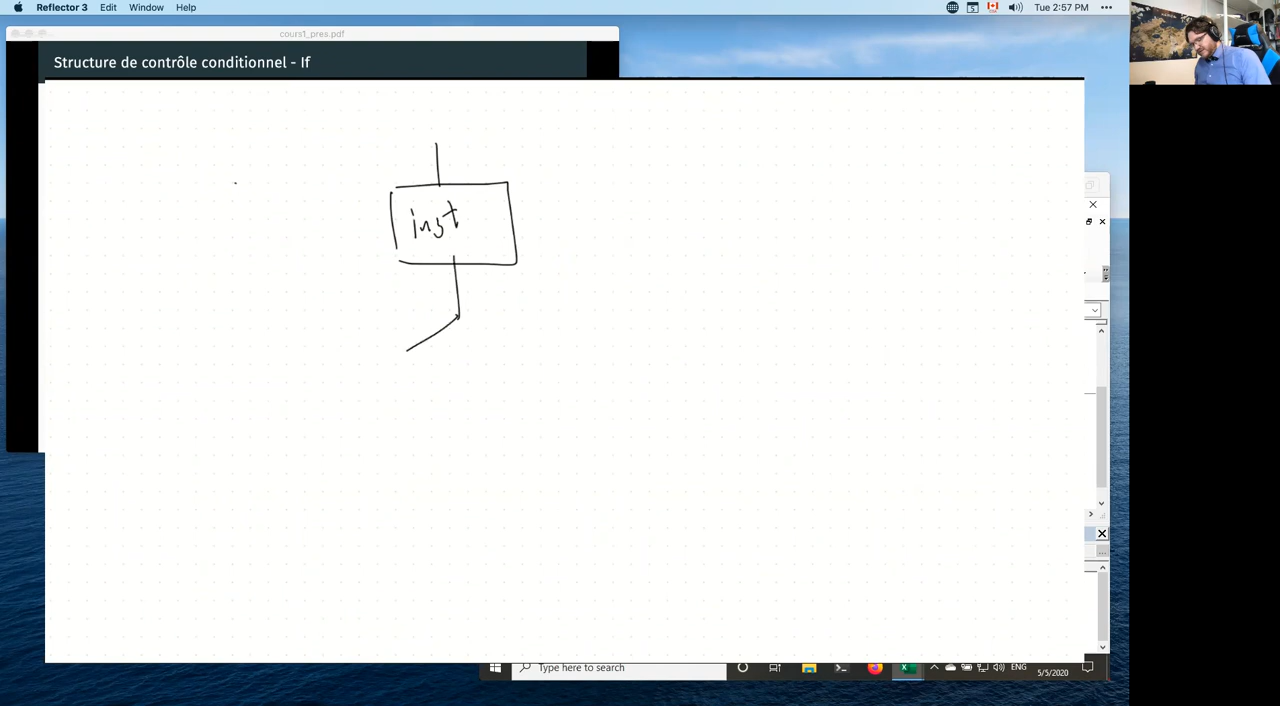 Reflector 3 Edit Window Help
Tue 2:57 PM
cours1_pres.pdf
Structure de contrôle conditionnel - If
inst
Type here to search
ENG
5/5/2020